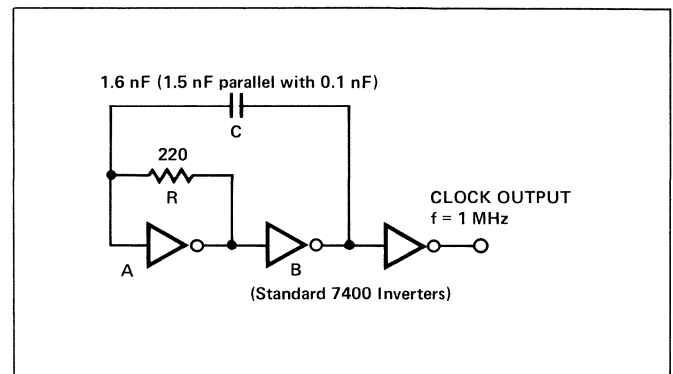 1.6 nF (1.5 nF parallel with 0.1 nF)
C
220
R
CLOCK OUTPUT
f = 1 MHz
A
B
(Standard 7400 Inverters)